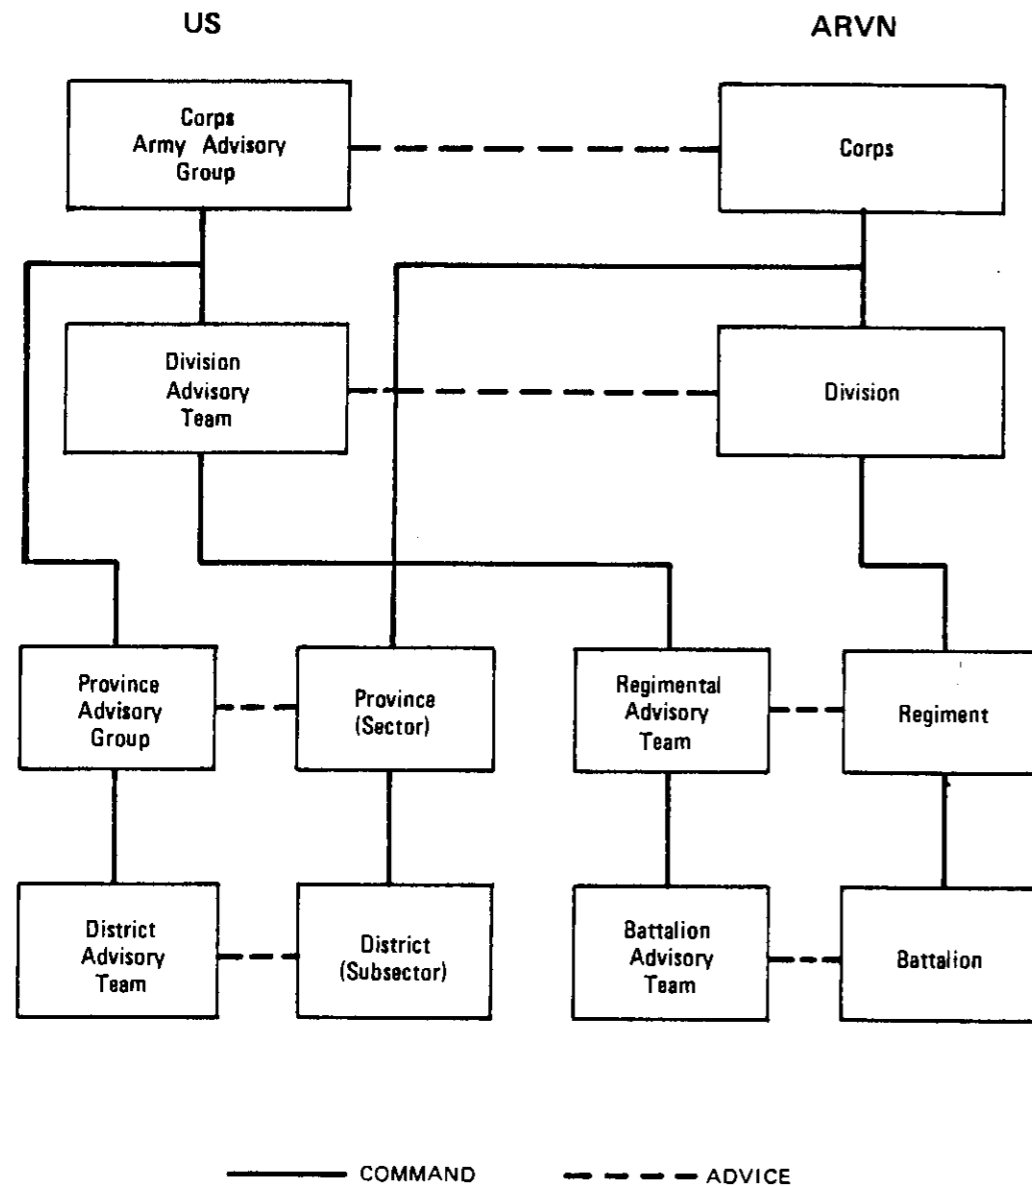 US
ARVN
Corps
Army Advisory
Group
Corps
Division
Advisory
Team
Division
Province
Advisory
Group
Province
(Sector)
Regimental
Advisory
Team
Regiment
District
Advisory
Team
District
(Subsector)
Battalion
Advisory
Team
Battalion
COMMAND
ADVICE